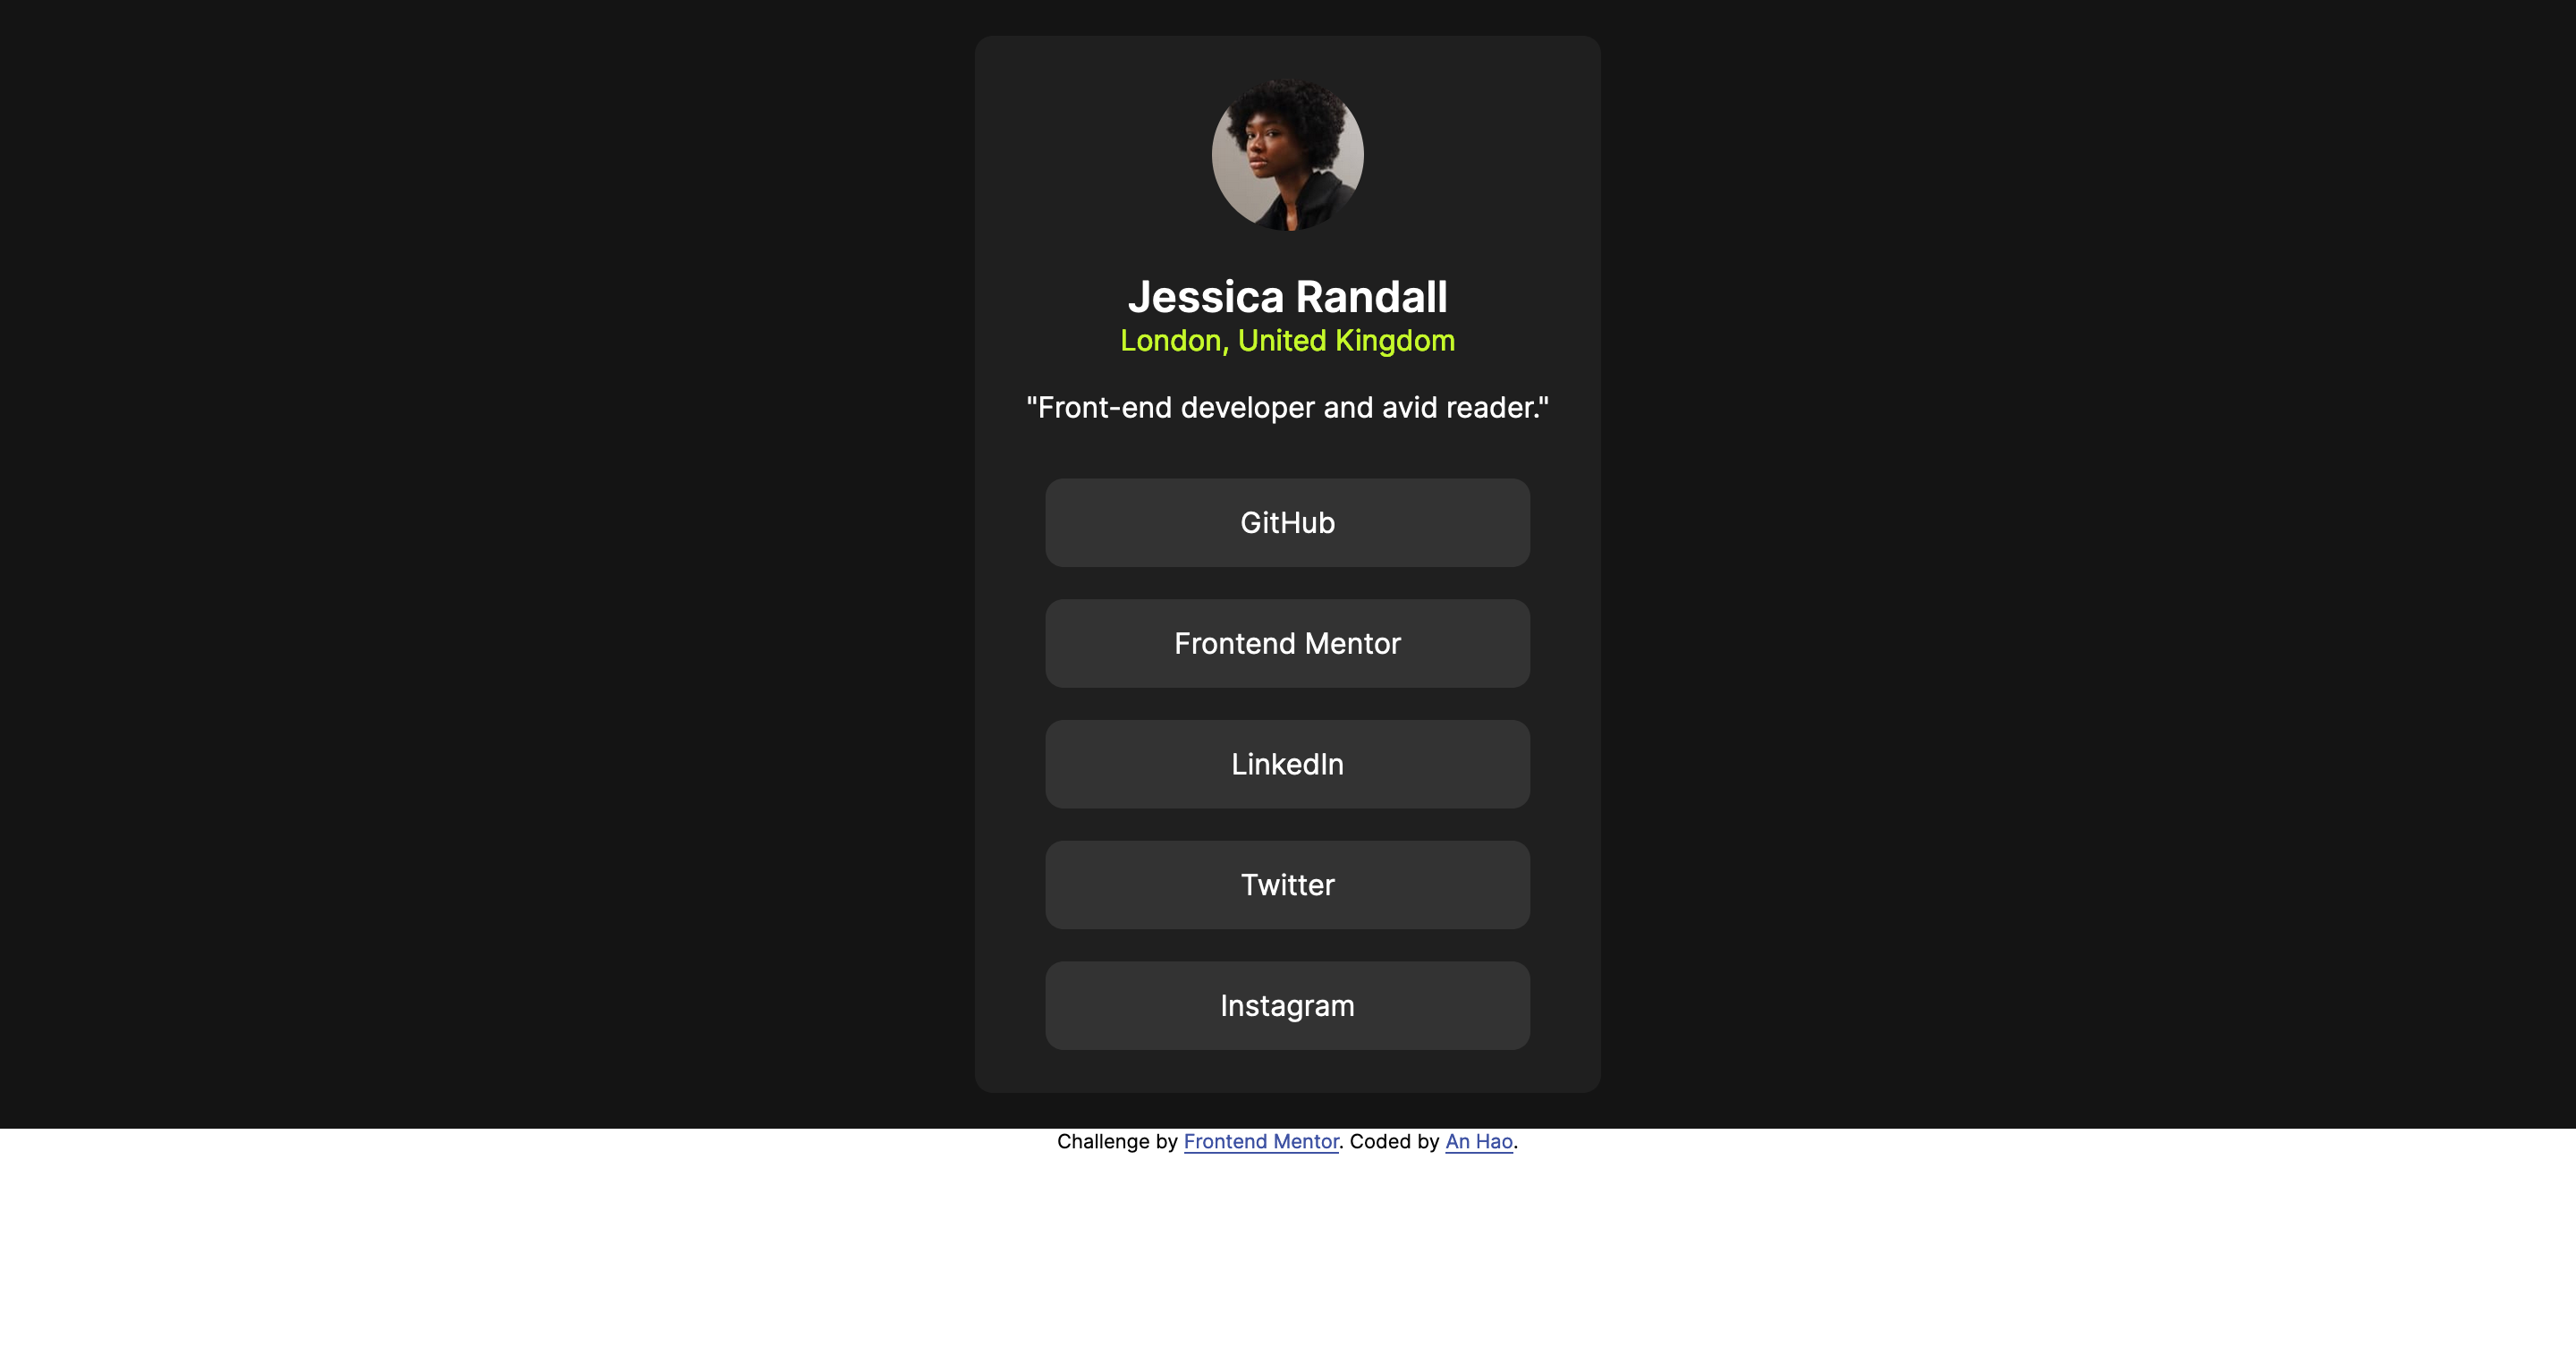 Jessica Randall
London, United Kingdom
"Front-end developer and avid reader."
GitHub
Frontend Mentor
LinkedIn
Twitter
Instagram
Challenge by Frontend Mentor. Coded by An Hao.